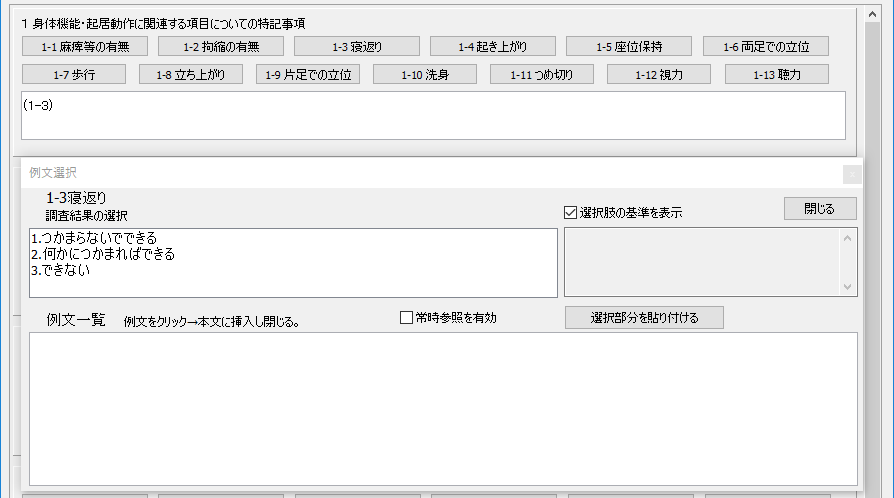 1 身体機能・起居動作に関連する項目についての特記事項
1-1 麻痺等の有無 1-2 拘縮の有無 1-3 寝返り 1-4 起き上がり 1-5 座位保持 1-6 両足での立位
1-7 歩行 1-8 立ち上がり 1-9 片足での立位 1-10 洗身 1-11 つめ切り 1-12 視力 1-13 聴力
(1-3)
例文選択
1-3寝返り
調査結果の選択 選択肢の基準を表示 閉じる
1.つかまらないでできる
2.何かにつかまればできる
3.できない
例文一覧 例文をクリック→本文に挿入し閉じる。 常時参照を有効 選択部分を貼り付ける